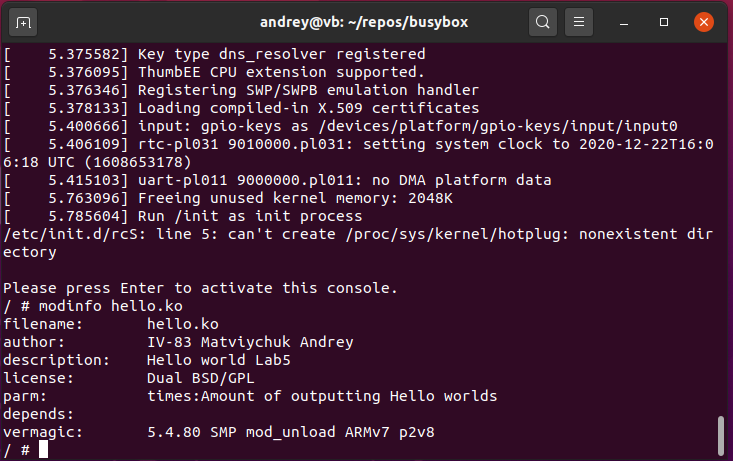 andrey@vb: ~/repos/busybox
[    5.375582] Key type dns_resolver registered
[    5.376095] ThumbEE CPU extension supported.
[    5.376346] Registering SWP/SWPB emulation handler
[    5.378133] Loading compiled-in X.509 certificates
[    5.400666] input: gpio-keys as /devices/platform/gpio-keys/input/input0
[    5.406109] rtc-pl031 9010000.pl031: setting system clock to 2020-12-22T16:0
6:18 UTC (1608653178)
[    5.415103] uart-pl011 9000000.pl011: no DMA platform data
[    5.763096] Freeing unused kernel memory: 2048K
[    5.785604] Run /init as init process
/etc/init.d/rcS: line 5: can't create /proc/sys/kernel/hotplug: nonexistent dir
ectory
Please press Enter to activate this console.
/ # modinfo hello.ko
filename:       hello.ko
author:         IV-83 Matviychuk Andrey
description:    Hello world Lab5
license:        Dual BSD/GPL
parm:           times:Amount of outputting Hello worlds
depends:
vermagic:       5.4.80 SMP mod_unload ARMv7 p2v8
/ #